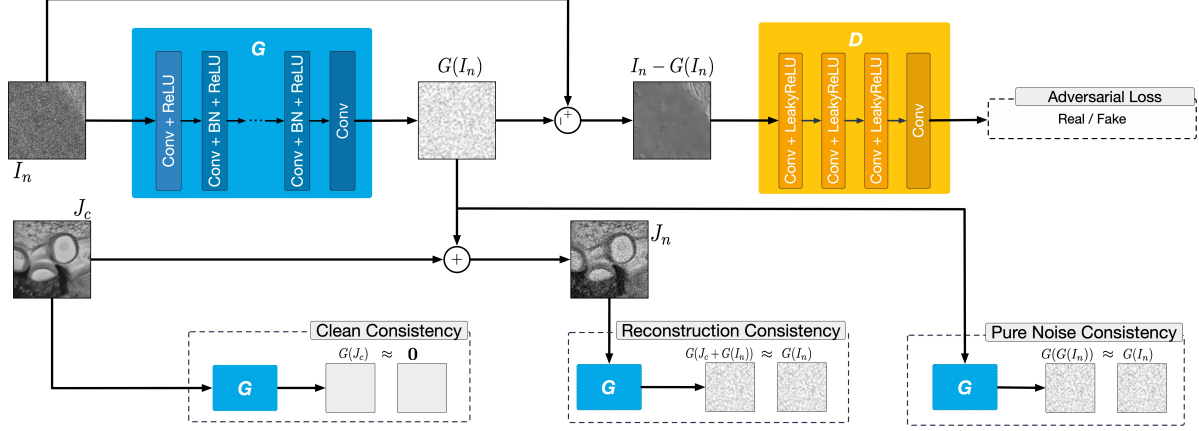 G
Conv + ReLU
Conv + BN + ReLU
....
Conv + BN + ReLU
Conv
G(I_n)
+
I_n − G(I_n)
D
Conv + LeakyReLU
Conv + LeakyReLU
Conv + LeakyReLU
Conv
Adversarial Loss
Real / Fake
I_n
J_c
+
J_n
Clean Consistency
G(J_c) ≈ 0
G
Reconstruction Consistency
G(J_c + G(I_n)) ≈ G(I_n)
G
Pure Noise Consistency
G(G(I_n)) ≈ G(I_n)
G